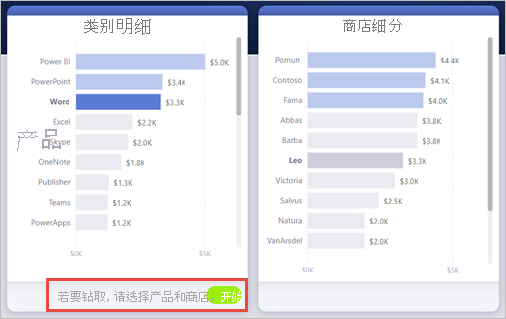 类别明细
Power BI $5.0K
PowerPoint $3.4K
Word $3.3K
Excel $2.2K
产品
Skype $2.0K
OneNote $1.8K
Publisher $1.3K
Teams $1.2K
PowerApps $1.2K
$0K $5K
若要钻取, 请选择产品和商店
开始
商店细分
$4.4K
Contoso $4.1K
Fama $4.0K
Abbas $3.8K
Barba $3.8K
Leo $3.3K
Victoria $3.0K
Salvus $2.5K
Natura $2.0K
VanArsdel $2.0K
$0K $5K